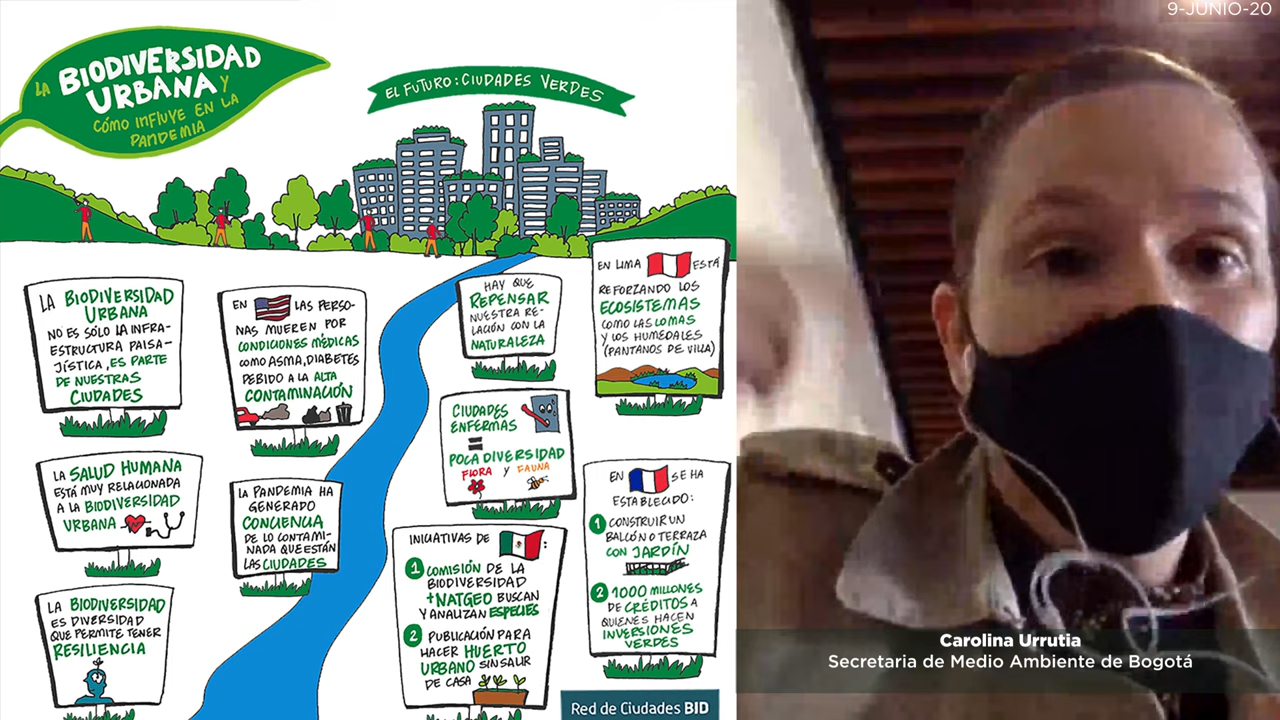 LA BIODIVERSIDAD
URBANA Y
CÓMO INFLUYE EN LA
PANDEMIA
EL FUTURO: CIUDADES VERDES
LA BIODIVERSIDAD
URBANA
NO ES SÓLO LA INFRA-
ESTRUCTURA PAISA-
JÍSTICA, ES PARTE
DE NUESTRAS
CIUDADES
LA SALUD HUMANA
ESTÁ MUY RELACIONADA
A LA BIODIVERSIDAD
URBANA
LA BIODIVERSIDAD
ES DIVERSIDAD
QUE PERMITE TENER
RESILIENCIA
EN LAS PERSO-
NAS MUEREN POR
CONDICIONES MÉDICAS
COMO ASMA, DIABETES
DEBIDO A LA ALTA
CONTAMINACIÓN
LA PANDEMIA HA
GENERADO
CONCIENCIA
DE LO CONTAMI-
NADA QUE ESTÁN
LAS CIUDADES
HAY QUE
REPENSAR
NUESTRA RE-
LACIÓN CON LA
NATURALEZA
CIUDADES
ENFERMAS
=
POCA DIVERSIDAD
FLORA Y FAUNA
INICIATIVAS DE :
1 COMISIÓN DE LA
BIODIVERSIDAD
+NATGEO BUSCAN
Y ANALIZAN ESPECIES
2 PUBLICACIÓN PARA
HACER HUERTO
URBANO SIN SALIR
DE CASA
EN LIMA ESTÁ
REFORZANDO LOS
ECOSISTEMAS
COMO LAS LOMAS
Y LOS HUMEDALES
(PANTANOS DE VILLA)
EN SE HA
ESTABLECIDO:
1 CONSTRUIR UN
BALCÓN O TERRAZA
CON JARDÍN
2 1000 MILLONES
DE CRÉDITOS A
QUIENES HACEN
INVERSIONES
VERDES
Red de Ciudades BID
9-JUNIO-20
Carolina Urrutia
Secretaria de Medio Ambiente de Bogotá